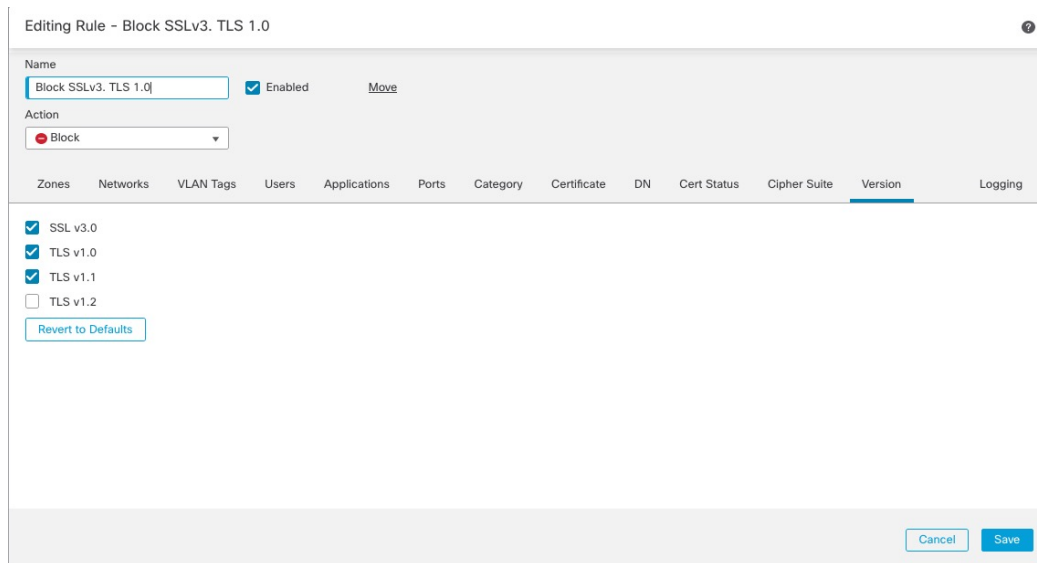 Editing Rule - Block SSLv3. TLS 1.0
Name
Block SSLv3. TLS 1.0 Enabled Move
Action
Block
Zones Networks VLAN Tags Users Applications Ports Category Certificate DN Cert Status Cipher Suite Version Logging
SSL v3.0
TLS v1.0
TLS v1.1
TLS v1.2
Revert to Defaults
Cancel Save